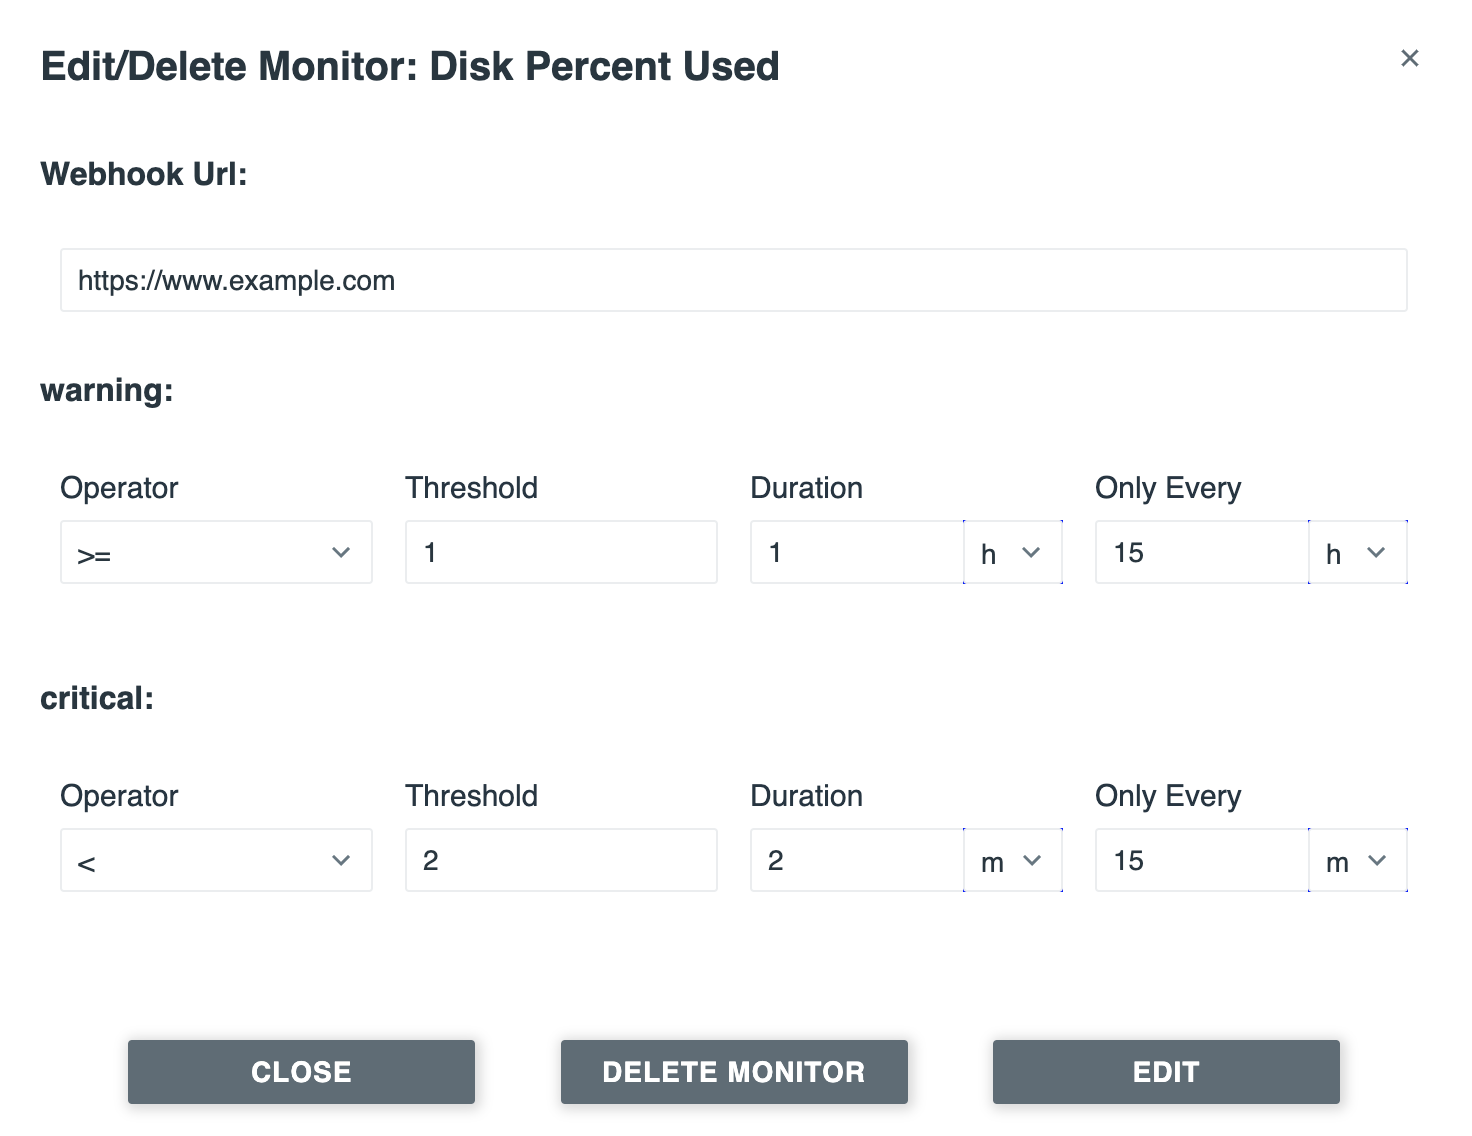 Edit/Delete Monitor: Disk Percent Used ×
Webhook Url:
https://www.example.com
warning:
Operator Threshold Duration Only Every
>= 1 1 h 15 h
critical:
Operator Threshold Duration Only Every
< 2 2 m 15 m
CLOSE DELETE MONITOR EDIT